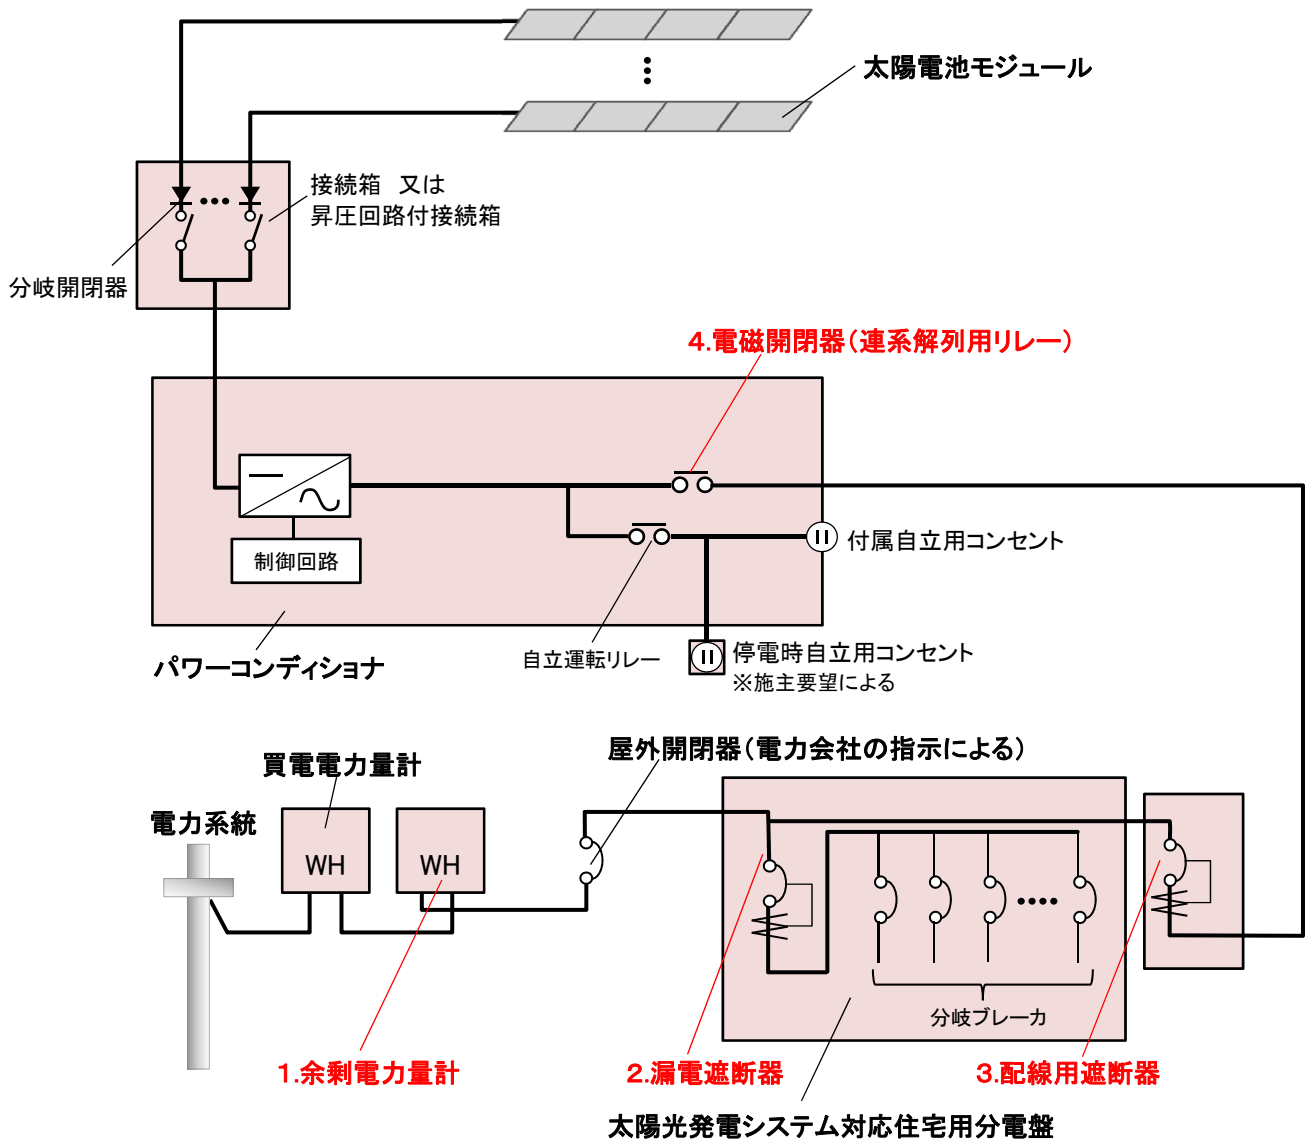 太陽電池モジュール
接続箱　又は
昇圧回路付接続箱
分岐開閉器
4.電磁開閉器(連系解列用リレー)
制御回路
付属自立用コンセント
パワーコンディショナ
自立運転リレー
停電時自立用コンセント
※施主要望による
屋外開閉器(電力会社の指示による)
買電電力量計
電力系統
WH
WH
分岐ブレーカ
1.余剰電力量計
2.漏電遮断器
3.配線用遮断器
太陽光発電システム対応住宅用分電盤